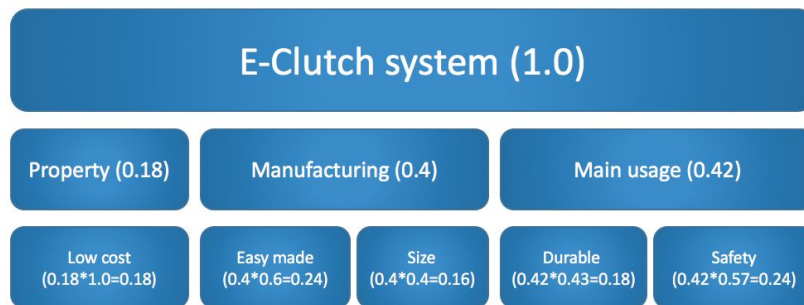 E-Clutch system (1.0)
Property (0.18)
Manufacturing (0.4)
Main usage (0.42)
Low cost
(0.18*1.0=0.18)
Easy made
(0.4*0.6=0.24)
Size
(0.4*0.4=0.16)
Durable
(0.42*0.43=0.18)
Safety
(0.42*0.57=0.24)